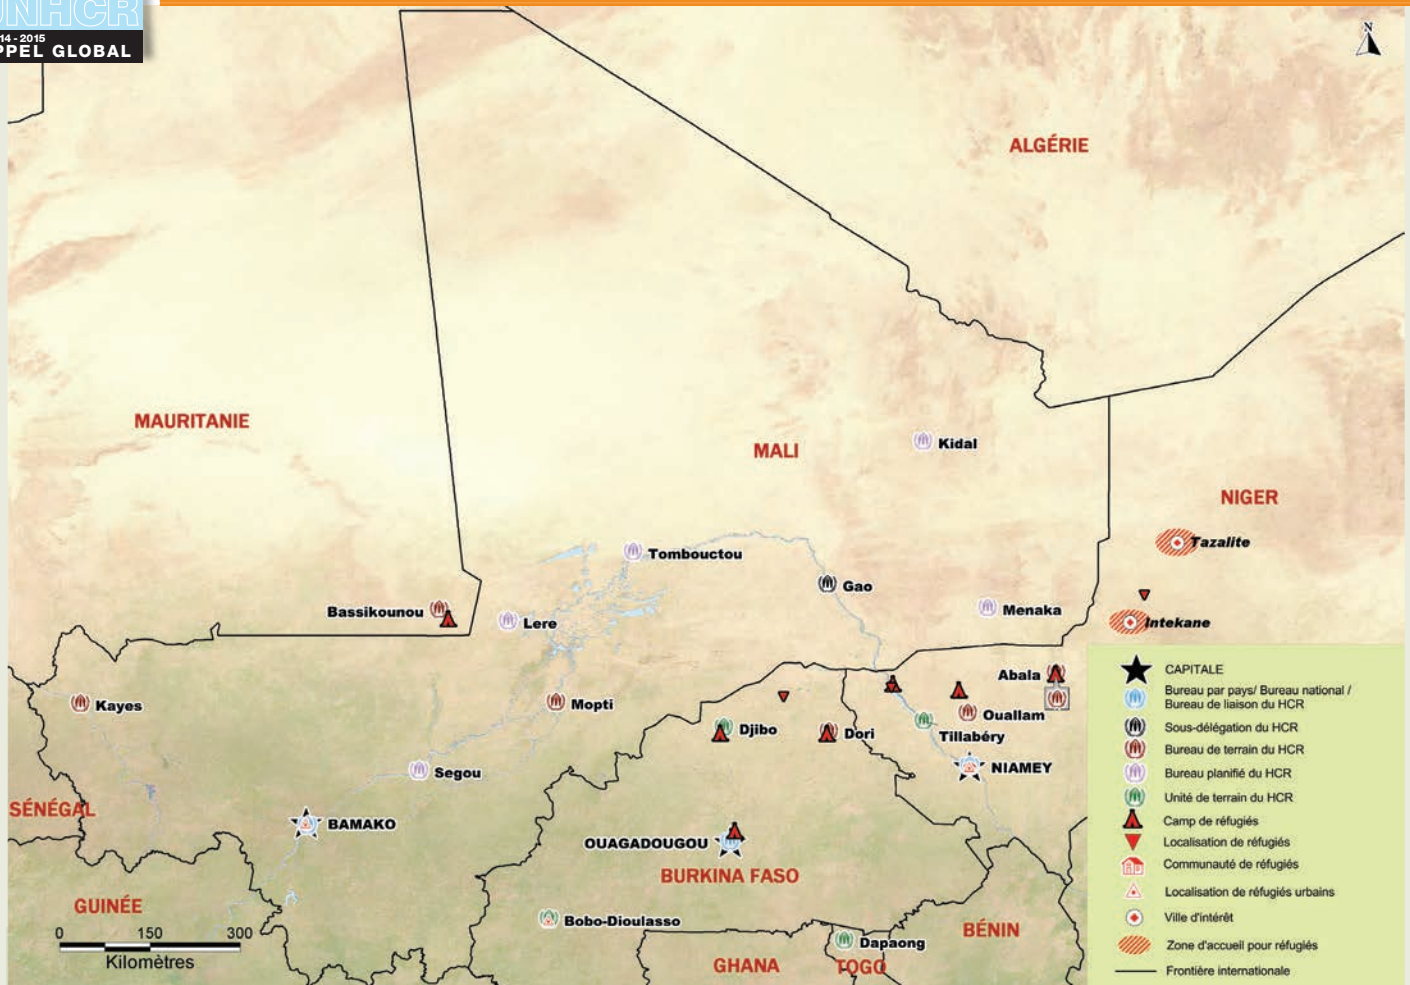 UNHCR
14 - 2015
PPEL GLOBAL
N
ALGÉRIE
MAURITANIE
MALI
Kidal
NIGER
Tazalite
Tombouctou
Gao
Menaka
Bassikounou
Lere
Intekane
Abala
Kayes
Mopti
Ouallam
Djibo
Dori
Tillabéry
Segou
NIAMEY
SÉNÉGAL
BAMAKO
OUAGADOUGOU
BURKINA FASO
GUINÉE
Bobo-Dioulasso
BÉNIN
Dapaong
GHANA
TOGO
0 150 300
Kilomètres
CAPITALE
Bureau par pays/ Bureau national /
Bureau de liaison du HCR
Sous-délégation du HCR
Bureau de terrain du HCR
Bureau planifié du HCR
Unité de terrain du HCR
Camp de réfugiés
Localisation de réfugiés
Communauté de réfugiés
Localisation de réfugiés urbains
Ville d'intérêt
Zone d'accueil pour réfugiés
Frontière internationale